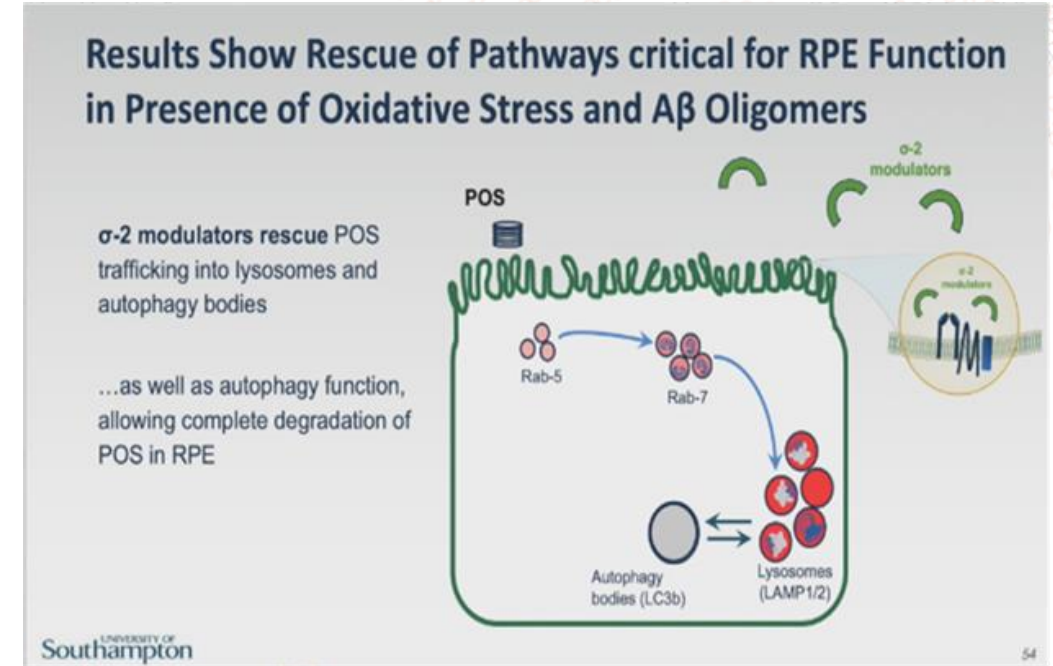 Results Show Rescue of Pathways critical for RPE Function
in Presence of Oxidative Stress and Aβ Oligomers
σ-2
modulators
POS
σ-2 modulators rescue POS
trafficking into lysosomes and
autophagy bodies
σ-2
modulators
Rab-5
Rab-7
…as well as autophagy function,
allowing complete degradation of
POS in RPE
Autophagy
bodies (LC3b)
Lysosomes
(LAMP1/2)
UNIVERSITY OF
Southampton
54